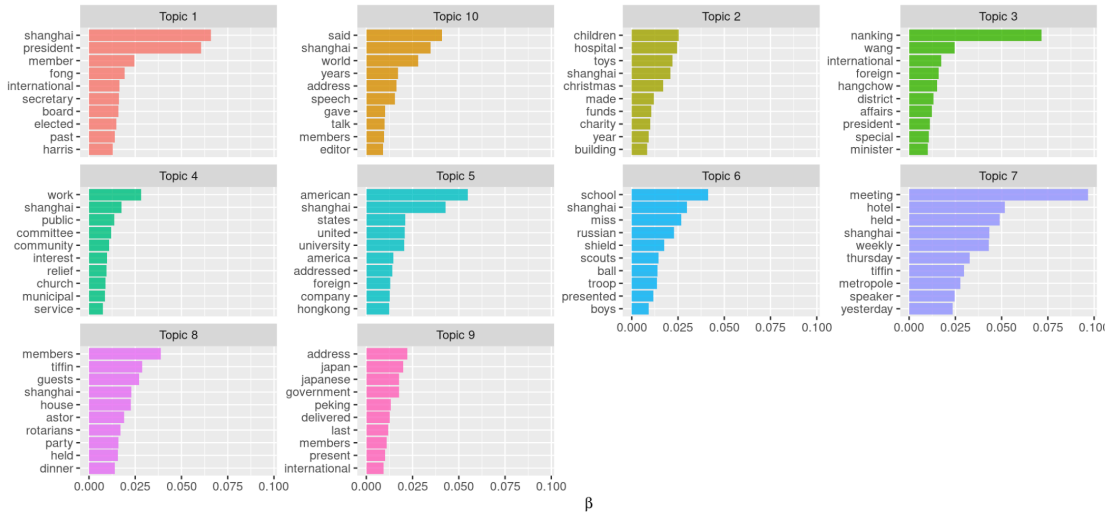 Topic 1
shanghai
president
member
fong
international
secretary
board
elected
past
harris
Topic 10
said
shanghai
world
years
address
speech
gave
talk
members
editor
Topic 2
children
hospital
toys
shanghai
christmas
made
funds
charity
year
building
Topic 3
nanking
wang
international
foreign
hangchow
district
affairs
president
special
minister
Topic 4
work
shanghai
public
committee
community
interest
relief
church
municipal
service
Topic 5
american
shanghai
states
united
university
america
addressed
foreign
company
hongkong
Topic 6
school
shanghai
miss
russian
shield
scouts
ball
troop
presented
boys
0.000 0.025 0.050 0.075 0.100
Topic 7
meeting
hotel
held
shanghai
weekly
thursday
tiffin
metropole
speaker
yesterday
0.000 0.025 0.050 0.075 0.100
Topic 8
members
tiffin
guests
shanghai
house
astor
rotarians
party
held
dinner
0.000 0.025 0.050 0.075 0.100
Topic 9
address
japan
japanese
government
peking
delivered
last
members
present
international
0.000 0.025 0.050 0.075 0.100
β